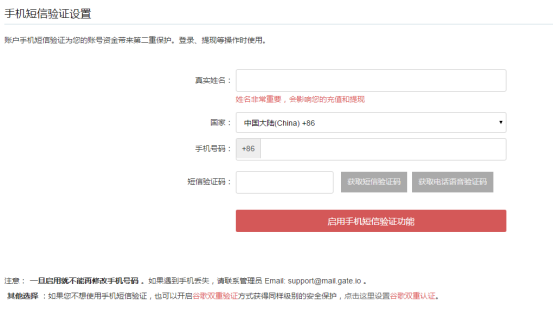 手机短信验证设置
账户手机短信验证为您的账号资金带来第二重保护。登录、提现等操作时使用。
真实姓名：
姓名非常重要，会影响您的充值和提现
国家： 中国大陆(China) +86
手机号码： +86
短信验证码： 获取短信验证码 获取电话语音验证码
启用手机短信验证功能
注意： 一旦启用就不能再修改手机号码 。如果遇到手机丢失，请联系管理员 Email: support@mail.gate.io 。
其他选择 ：如果您不想使用手机短信验证，也可以开启谷歌双重验证方式获得同样级别的安全保护，点击这里设置谷歌双重认证。